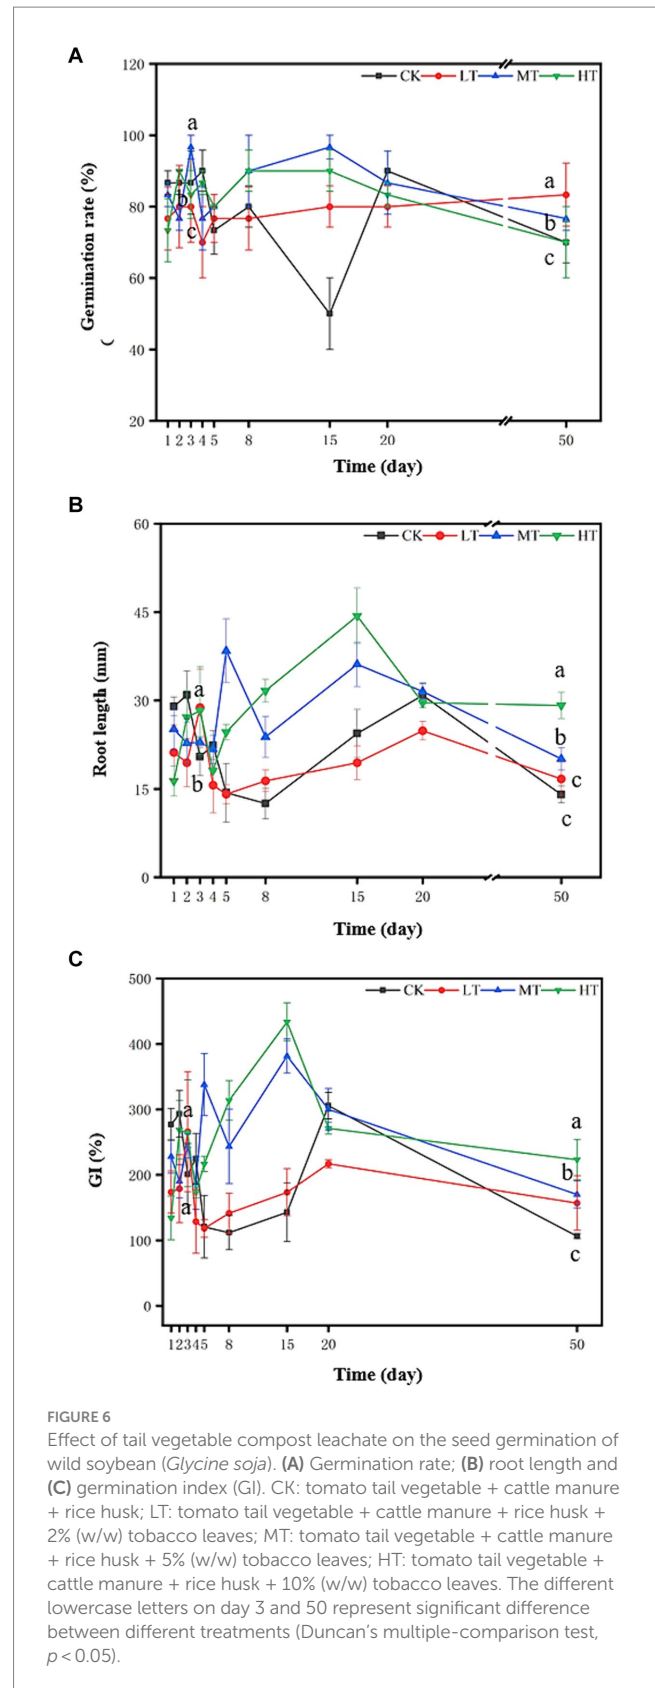 A
120
100
80
60
40
20
Germination rate (%)
(
CK LT MT HT
a
b
c
a
b
c
1 2 3 4 5 8 15 20 50
Time (day)
B
60
45
30
15
0
Root length (mm)
CK LT MT HT
a
b
a
b
c
c
1 2 3 4 5 8 15 20 50
Time (day)
C
500
400
300
200
100
0
GI (%)
CK LT MT HT
a
a
a
b
c
1 2 3 4 5 8 15 20 50
Time (day)
FIGURE 6
Effect of tail vegetable compost leachate on the seed germination of
wild soybean (Glycine soja). (A) Germination rate; (B) root length and
(C) germination index (GI). CK: tomato tail vegetable + cattle manure
+ rice husk; LT: tomato tail vegetable + cattle manure + rice husk +
2% (w/w) tobacco leaves; MT: tomato tail vegetable + cattle manure
+ rice husk + 5% (w/w) tobacco leaves; HT: tomato tail vegetable +
cattle manure + rice husk + 10% (w/w) tobacco leaves. The different
lowercase letters on day 3 and 50 represent significant difference
between different treatments (Duncan's multiple-comparison test,
p < 0.05).